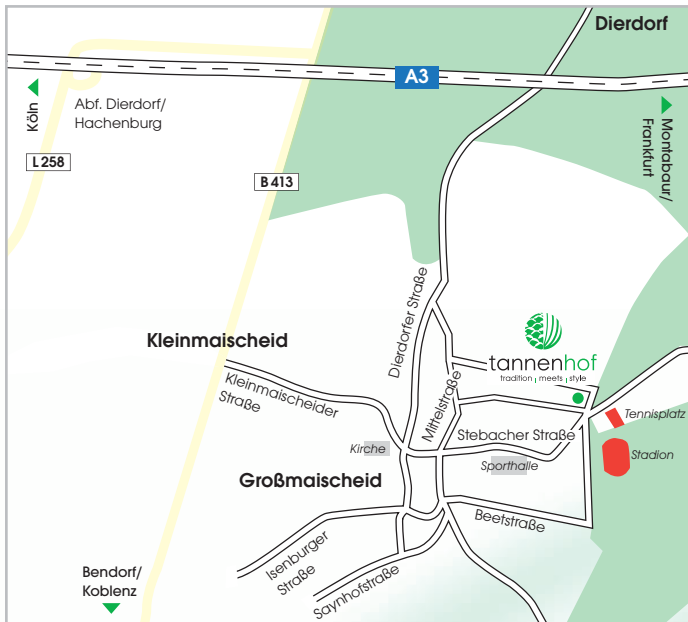 Dierdorf
A3
Köln
Abf. Dierdorf/
Hachenburg
Montabaur/
Frankfurt
L 258
B 413
Dierdorfer Straße
Kleinmaischeid
tannenhof
tradition | meets | style
Kleinmaischeider
Straße
Mittelstraße
Tennisplatz
Stebacher Straße
Kirche
Stadion
Sporthalle
Großmaischeid
Beetstraße
Isenburger
Straße
Saynhofstraße
Bendorf/
Koblenz